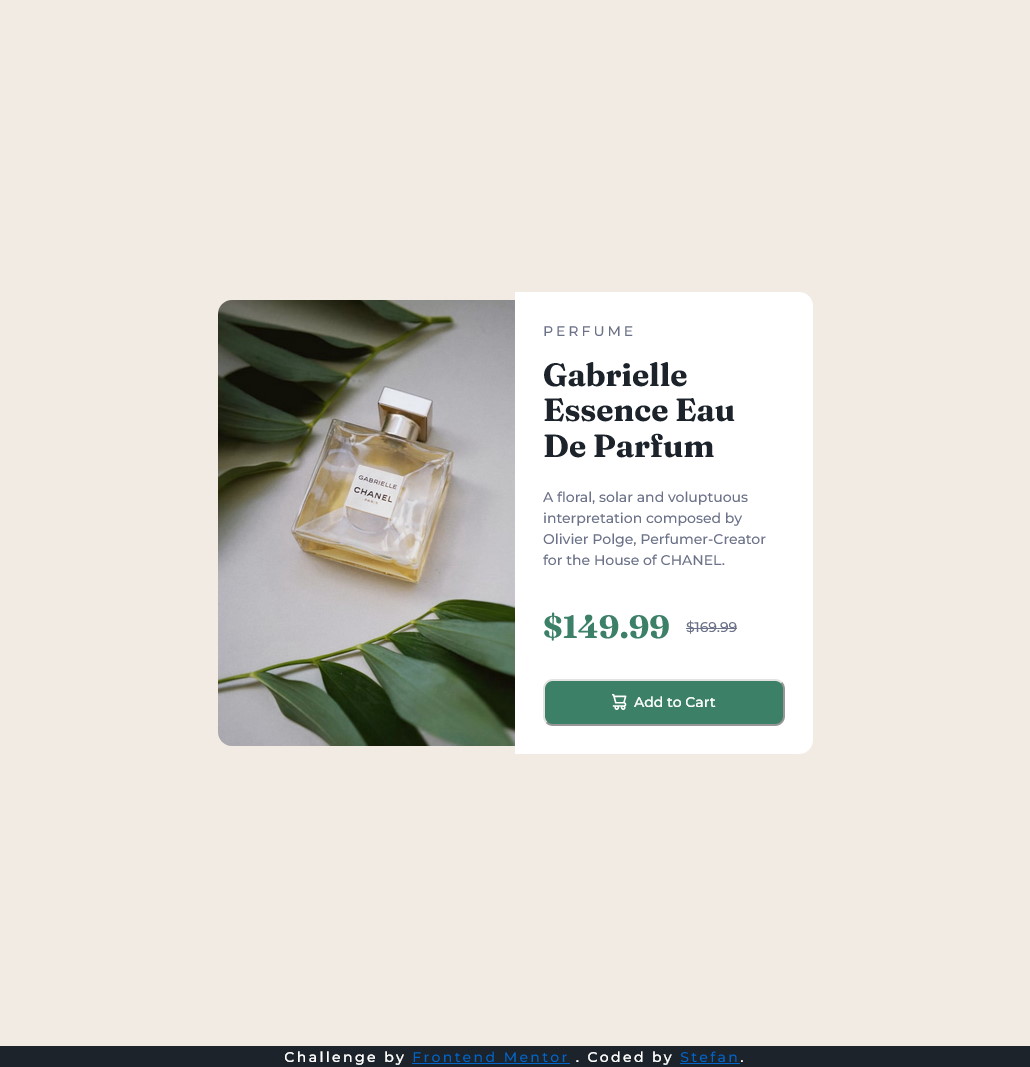 PERFUME
Gabrielle
Essence Eau
De Parfum
GABRIELLE
CHANEL
PARIS
A floral, solar and voluptuous
interpretation composed by
Olivier Polge, Perfumer-Creator
for the House of CHANEL.
$149.99 $169.99
Add to Cart
Challenge by Frontend Mentor . Coded by Stefan.